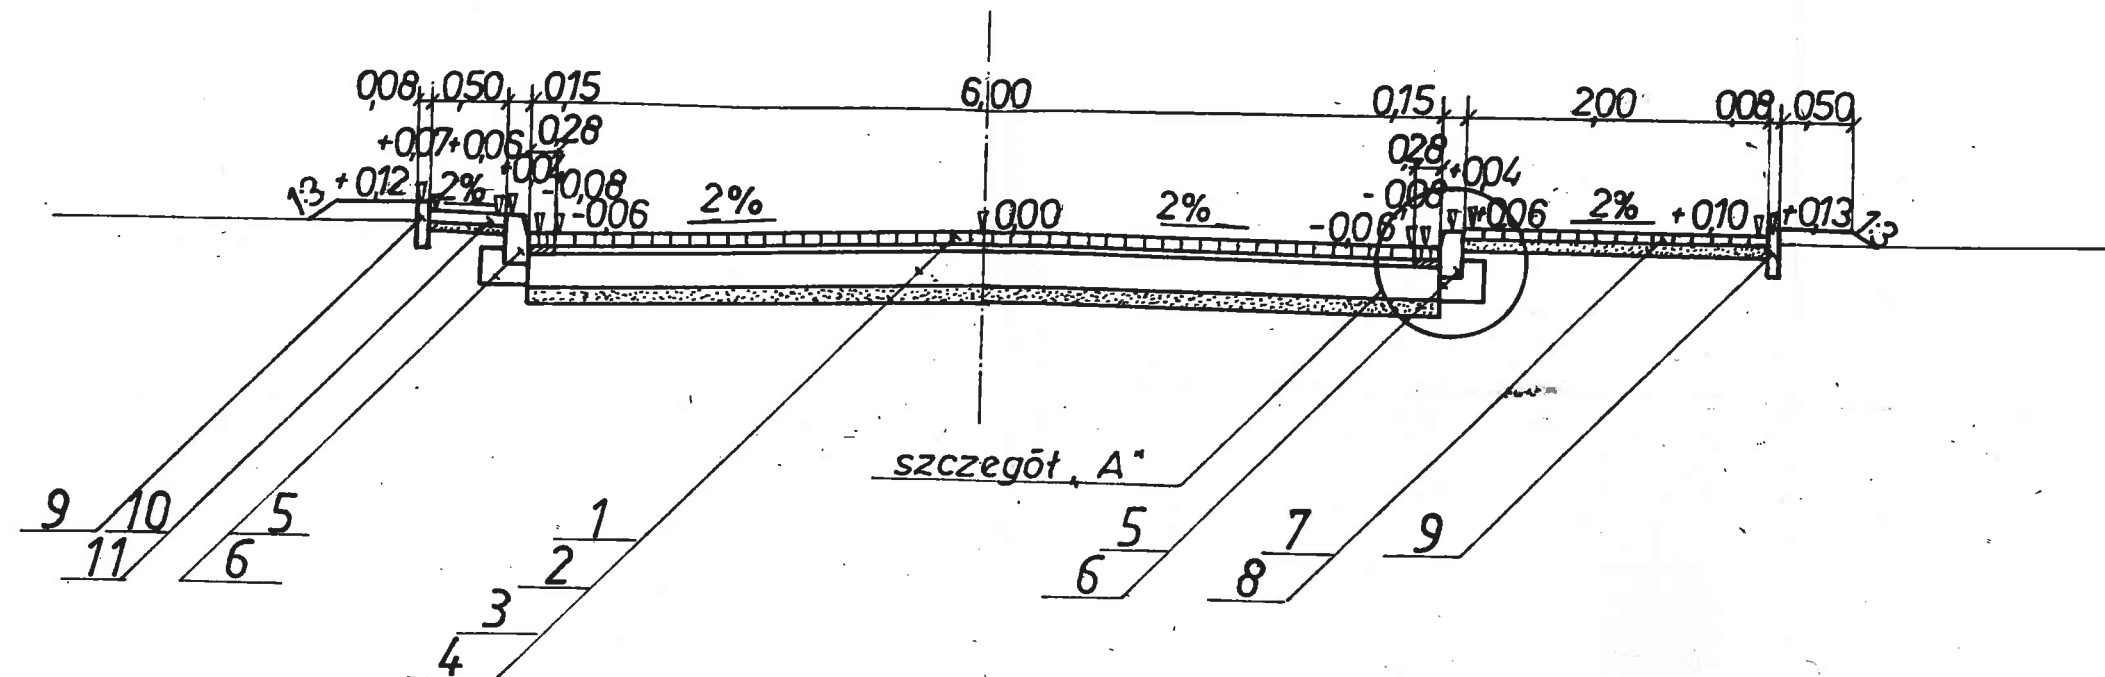 0,08 0,50 0,15 6,00 0,15 2,00 0,08 0,50
+0,07 +0,06 0,28 0,28 +0,04
1:3 +0,12 2% -0,08 -0,06 2% 0,00 2% -0,08 -0,06 +0,06 2% +0,10 +0,13 1:3
szczegół „A"
9 10 5 1 5 7 9
11 6 2 6 8
3
4